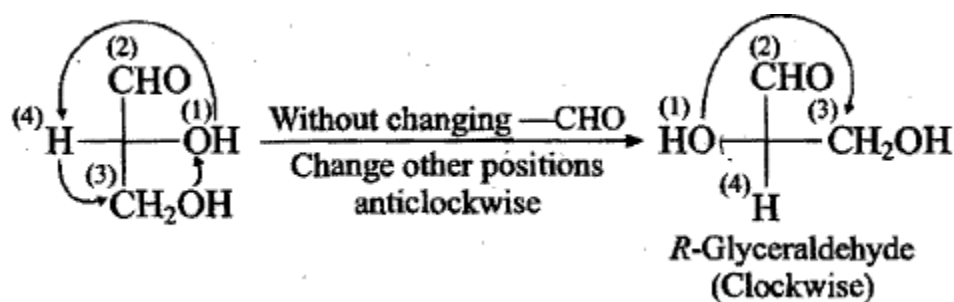 (2)
CHO
(4) (1)
H OH
(3)
CH₂OH
Without changing —CHO
Change other positions
anticlockwise
(2)
CHO
(1) (3)
HO CH₂OH
(4)
H
R-Glyceraldehyde
(Clockwise)